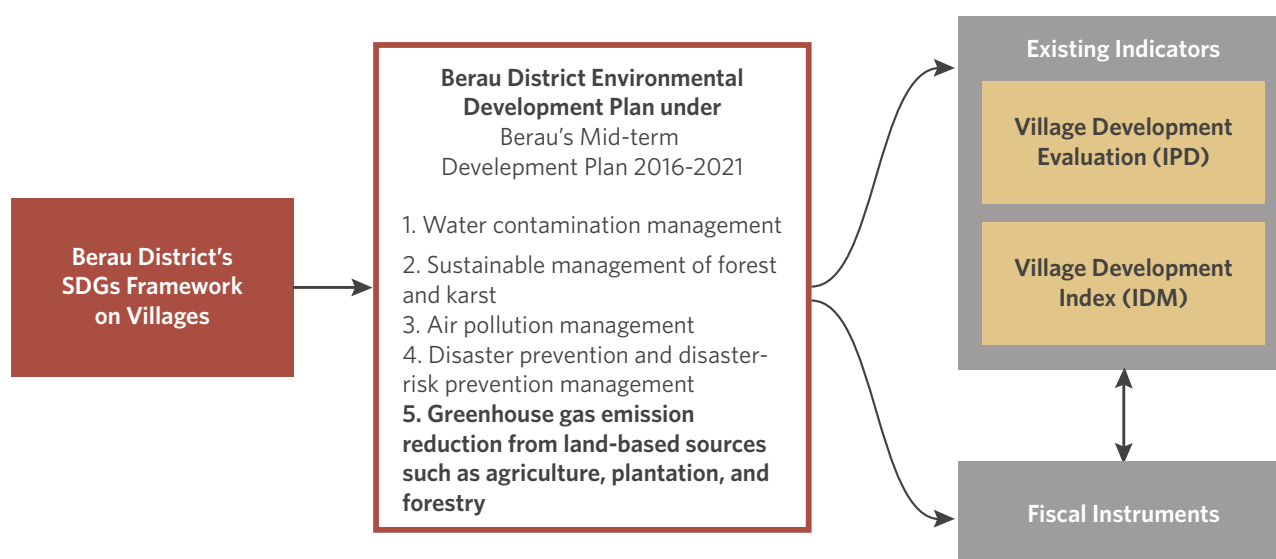 Berau District's
SDGs Framework
on Villages
Berau District Environmental
Development Plan under
Berau's Mid-term
Develepment Plan 2016-2021
1. Water contamination management
2. Sustainable management of forest
and karst
3. Air pollution management
4. Disaster prevention and disaster-
risk prevention management
5. Greenhouse gas emission
reduction from land-based sources
such as agriculture, plantation, and
forestry
Existing Indicators
Village Development
Evaluation (IPD)
Village Development
Index (IDM)
Fiscal Instruments